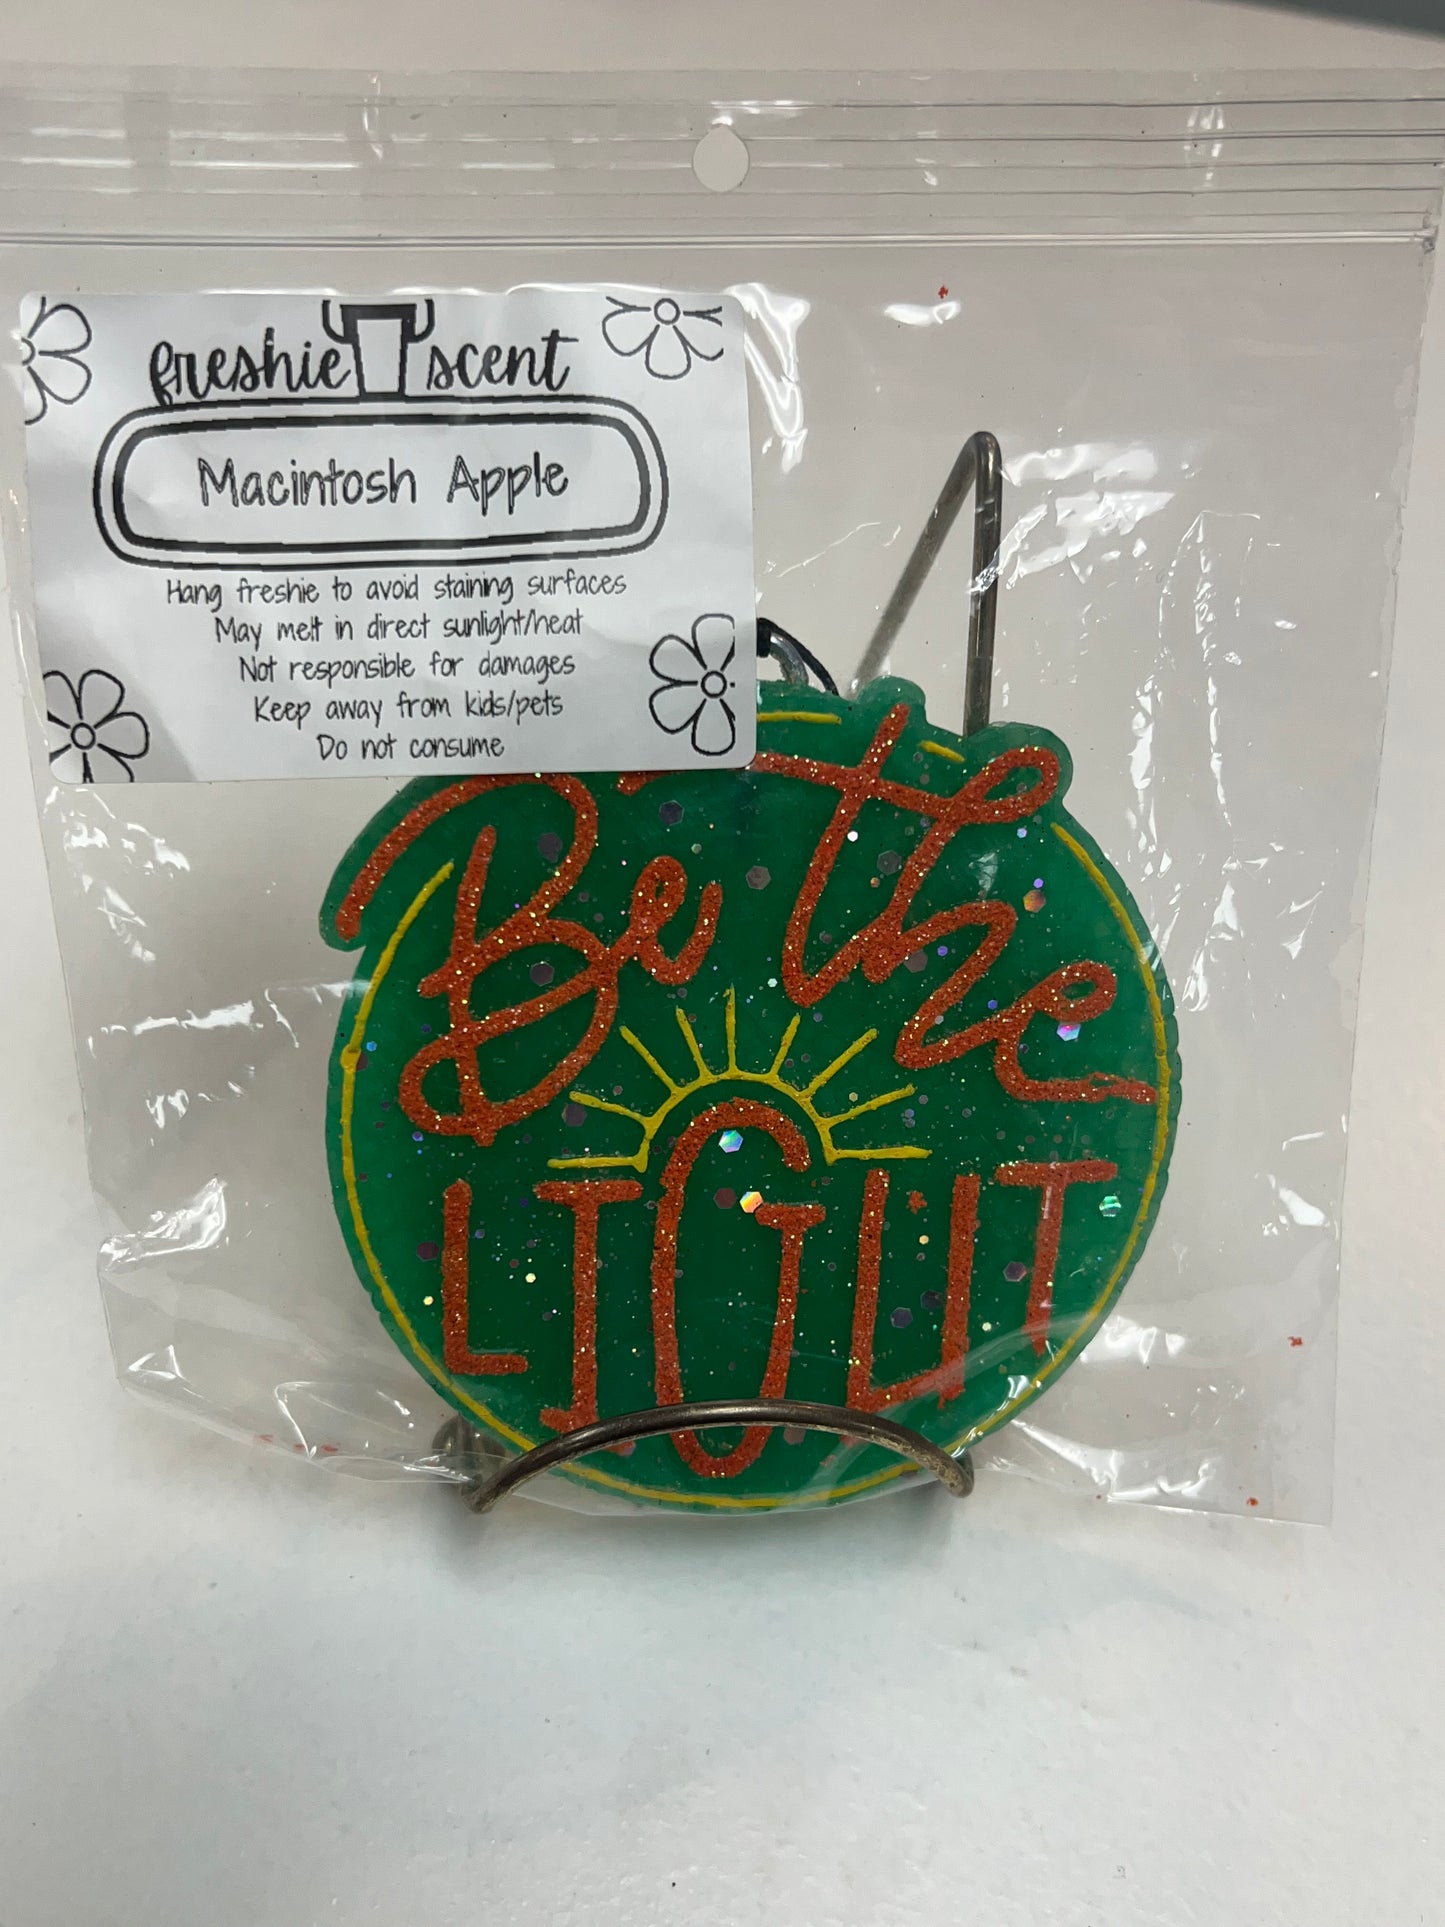 freshie scent
Macintosh Apple
Hang freshie to avoid staining surfaces
May melt in direct sunlight/heat
Not responsible for damages
Keep away from kids/pets
Do not consume
Be the
LIGHT